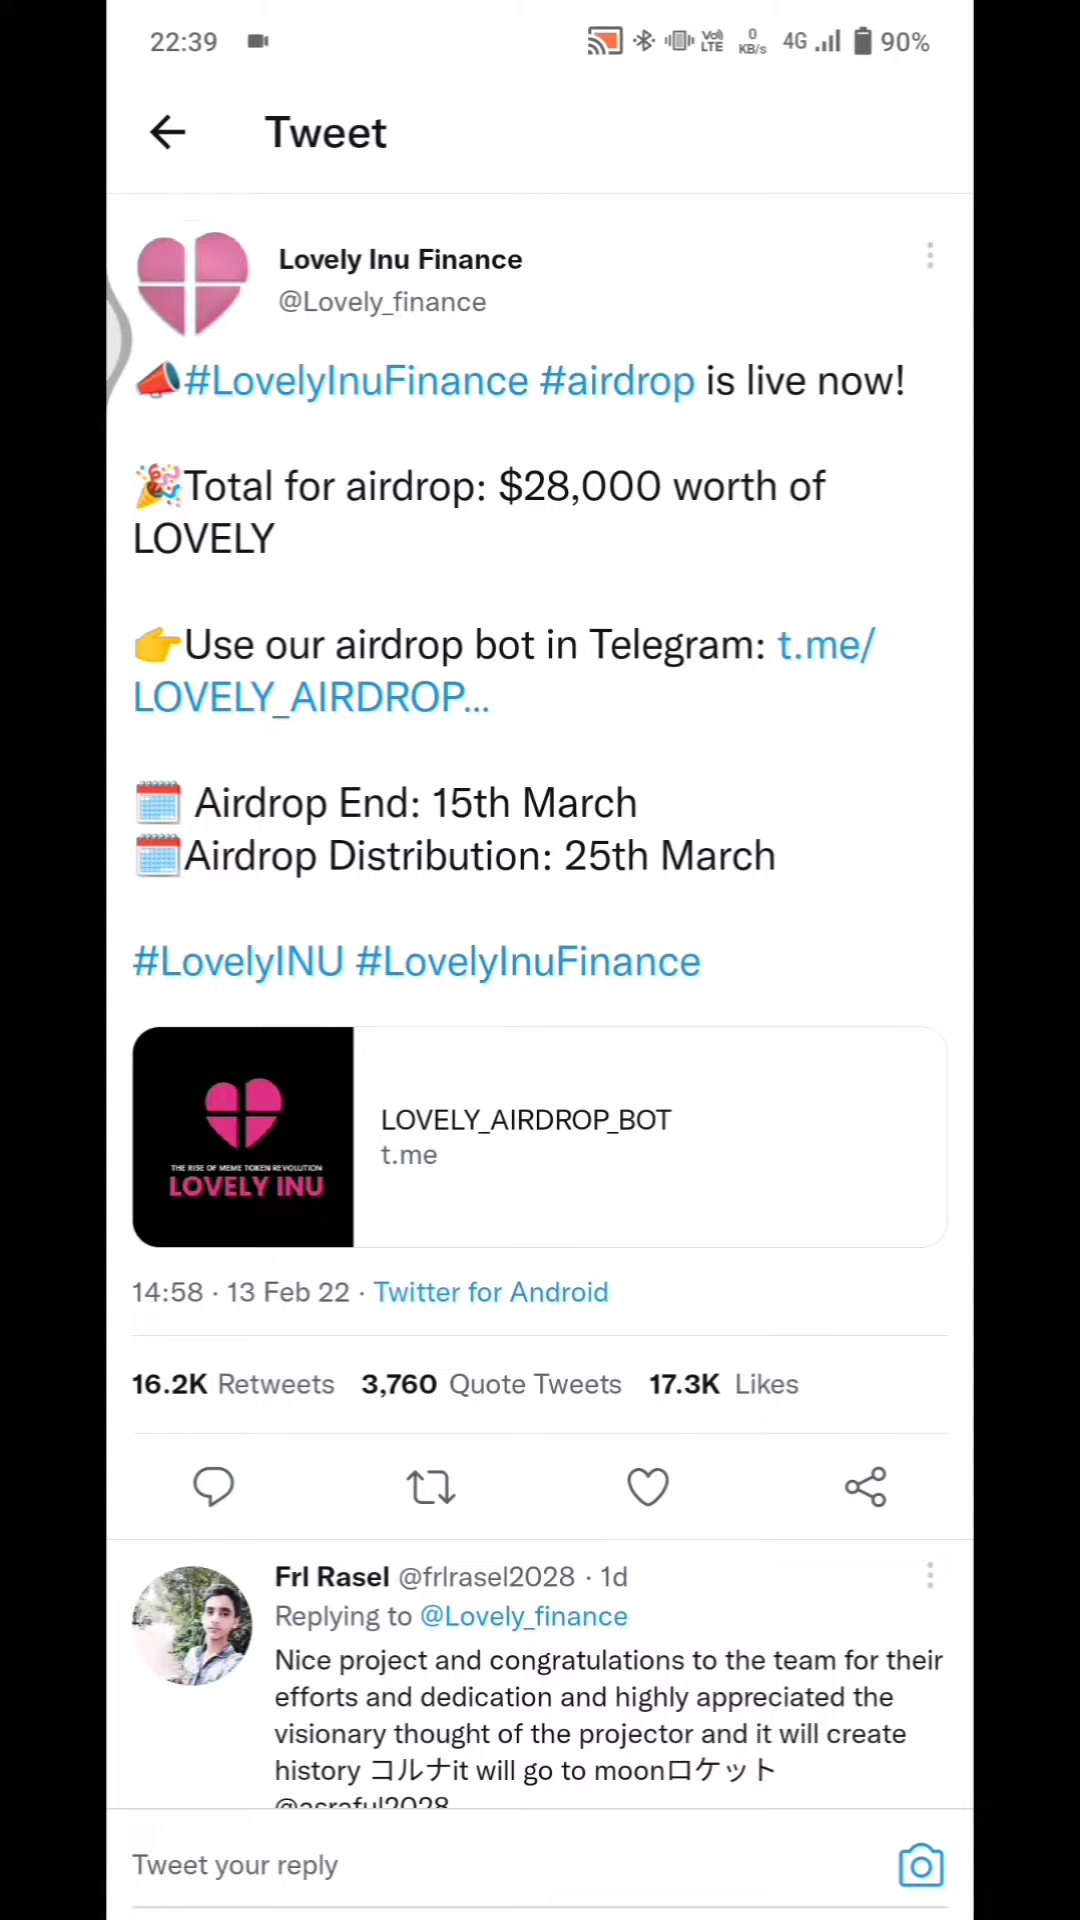 22:39
Vo) LTE 0 KB/s 4G 90%
Tweet
Lovely Inu Finance
@Lovely_finance
📣#LovelyInuFinance #airdrop is live now!
🎉Total for airdrop: $28,000 worth of
LOVELY
👉Use our airdrop bot in Telegram: t.me/
LOVELY_AIRDROP...
🗓️ Airdrop End: 15th March
🗓️Airdrop Distribution: 25th March
#LovelyINU #LovelyInuFinance
THE RISE OF MEME TOKEN REVOLUTION
LOVELY INU
LOVELY_AIRDROP_BOT
t.me
14:58 · 13 Feb 22 · Twitter for Android
16.2K Retweets 3,760 Quote Tweets 17.3K Likes
Frl Rasel @frlrasel2028 · 1d
Replying to @Lovely_finance
Nice project and congratulations to the team for their
efforts and dedication and highly appreciated the
visionary thought of the projector and it will create
history コルナit will go to moonロケット
@asraful2028
Tweet your reply